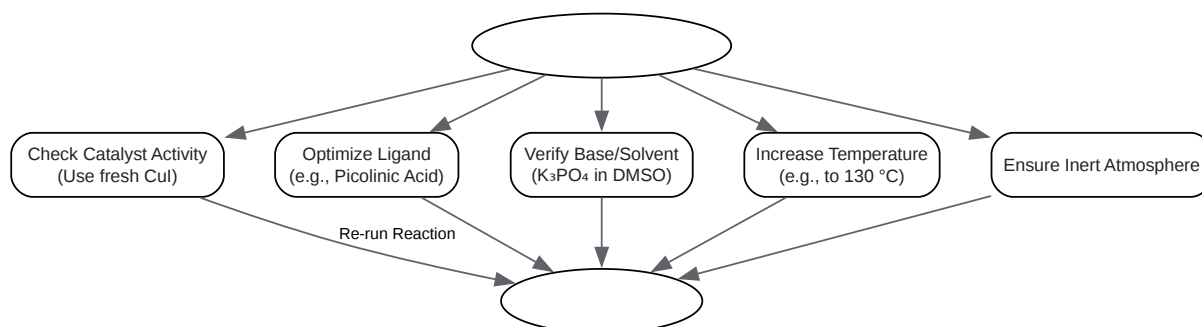 Check Catalyst Activity
(Use fresh CuI)
Optimize Ligand
(e.g., Picolinic Acid)
Verify Base/Solvent
(K₃PO₄ in DMSO)
Increase Temperature
(e.g., to 130 °C)
Ensure Inert Atmosphere
Re-run Reaction